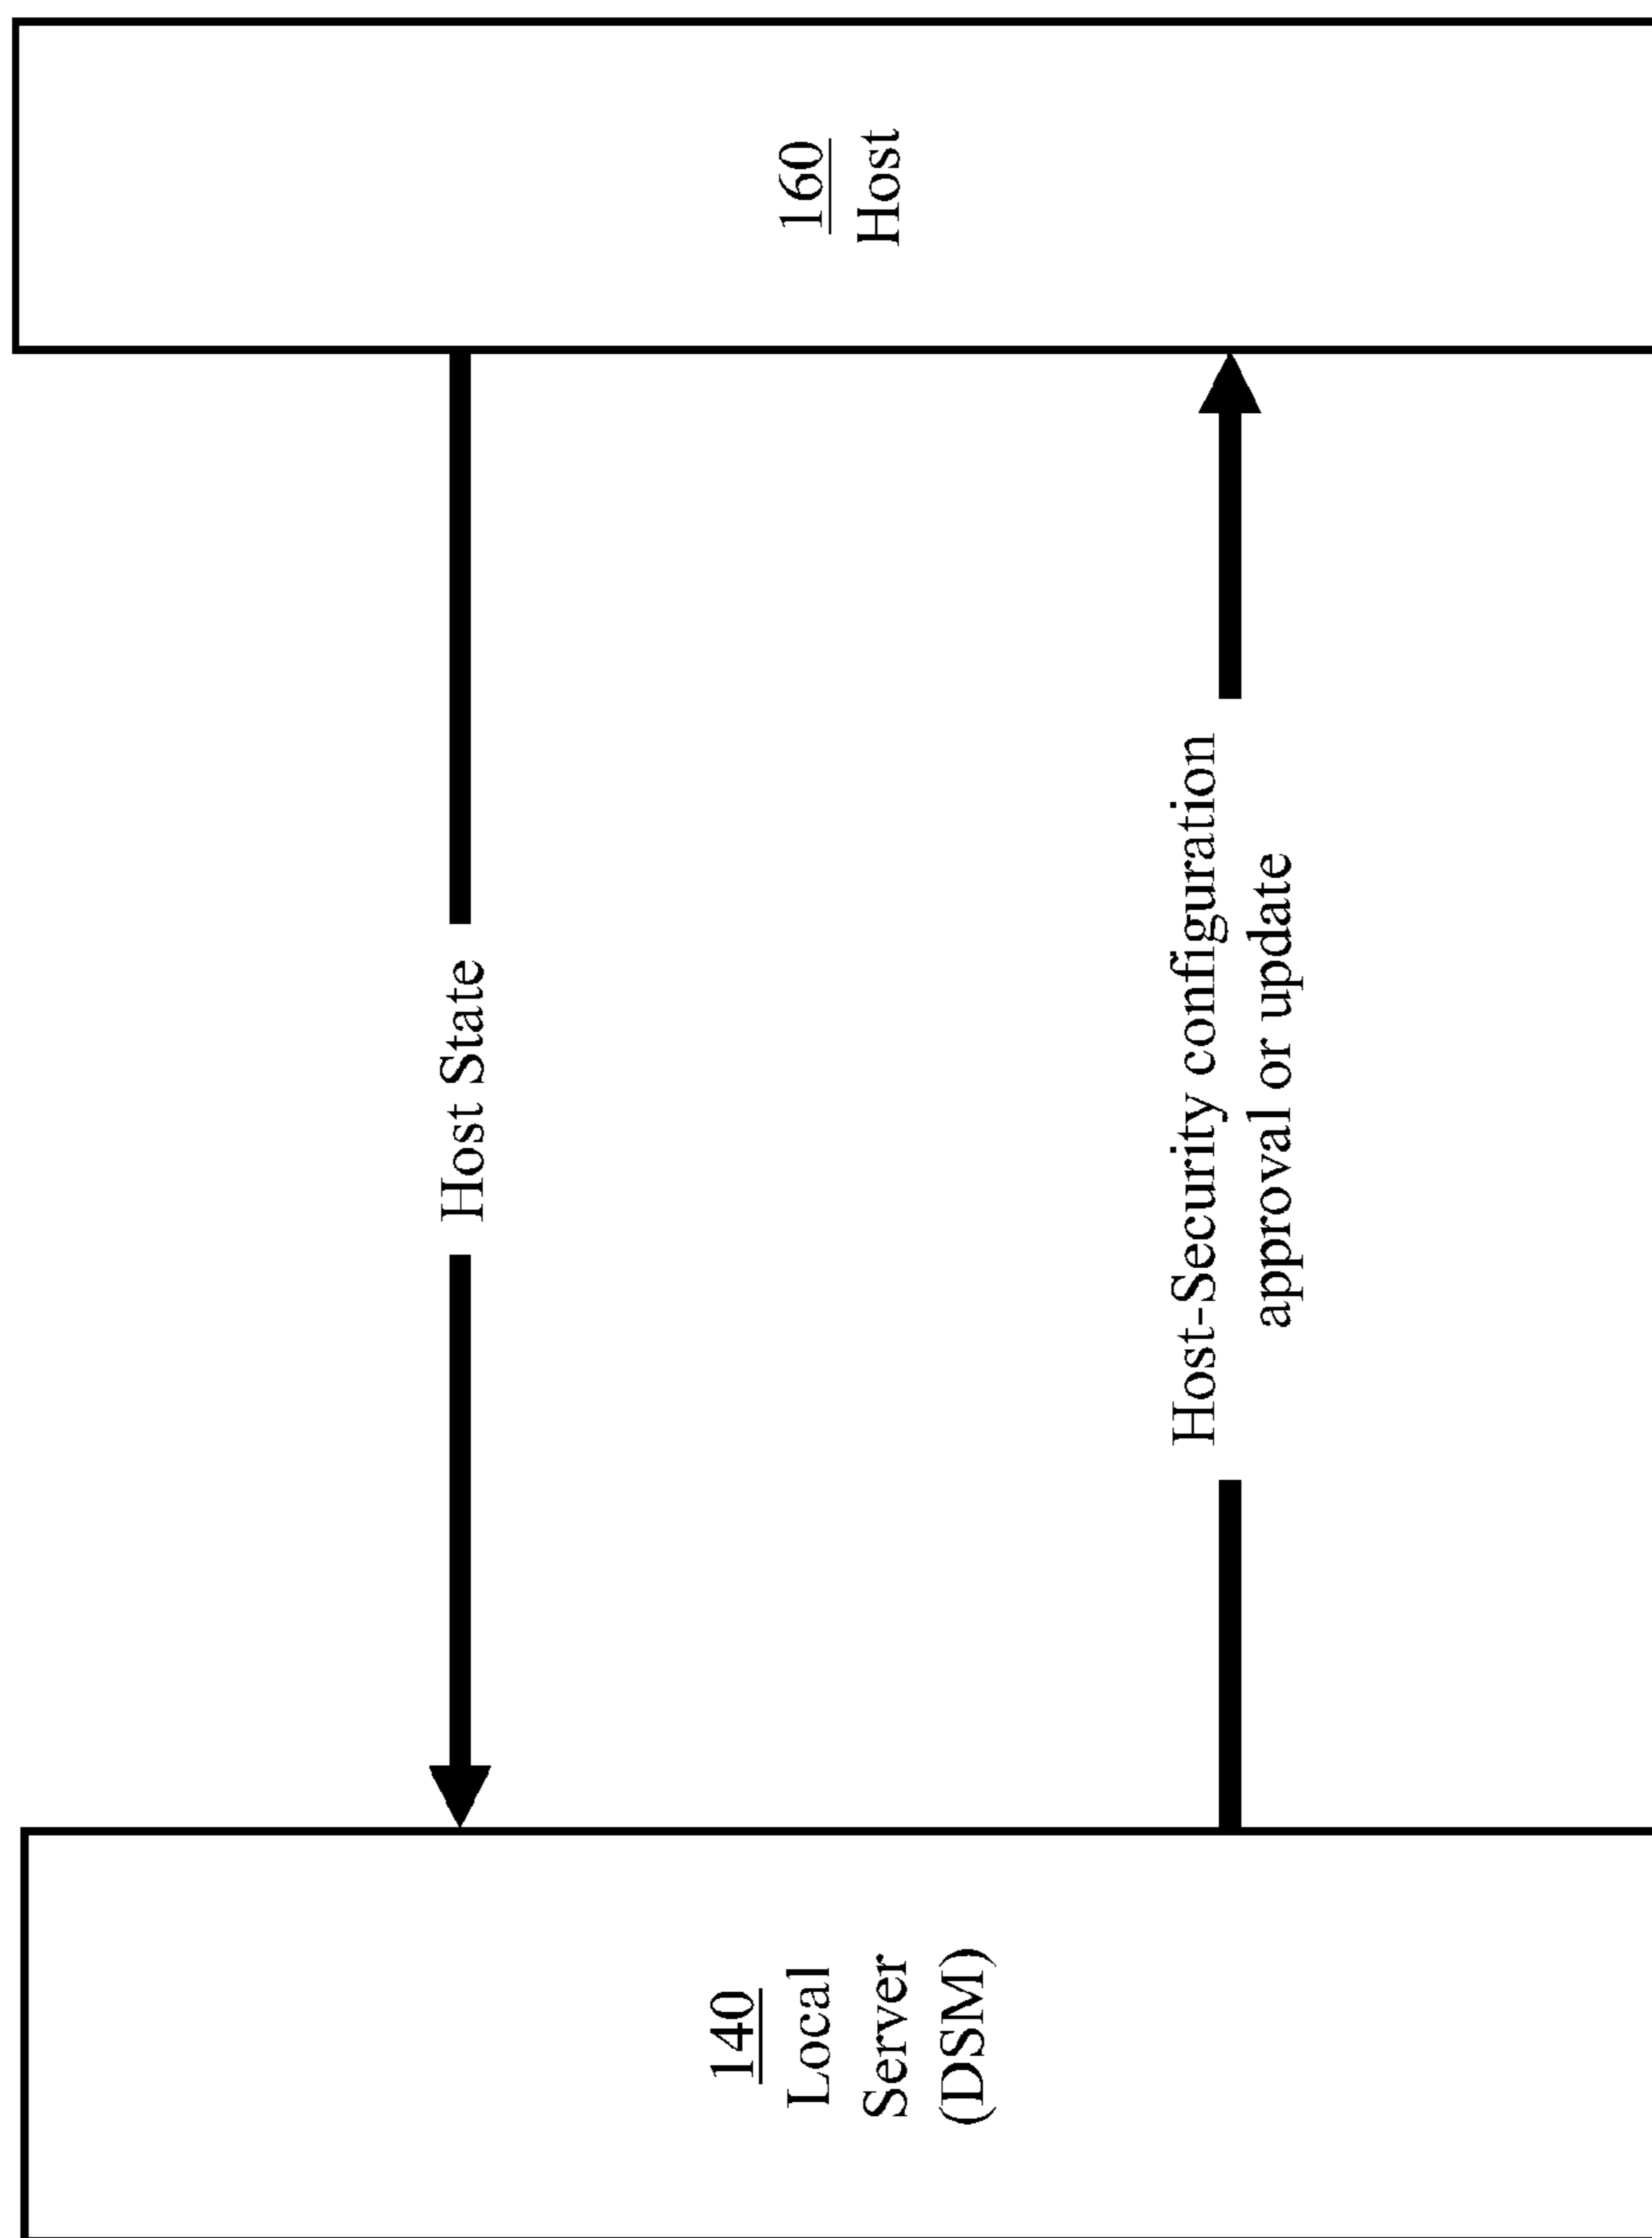 140
Local
Server
(DSM)
Host State
Host-Security configuration
approval or update
160
Host